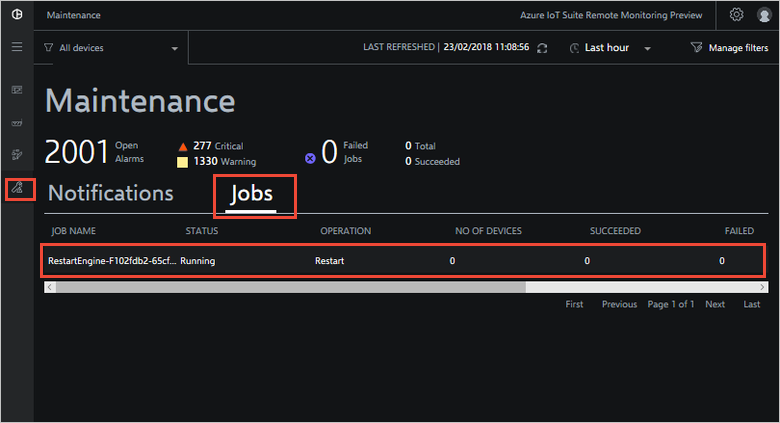 Maintenance
Azure IoT Suite Remote Monitoring Preview
All devices
LAST REFRESHED | 23/02/2018 11:08:56
Last hour
Manage filters
Maintenance
2001 Open Alarms
277 Critical
1330 Warning
0 Failed Jobs
0 Total
0 Succeeded
Notifications
Jobs
JOB NAME STATUS OPERATION NO OF DEVICES SUCCEEDED FAILED
RestartEngine-F102fdb2-65cf... Running Restart 0 0 0
First Previous Page 1 of 1 Next Last